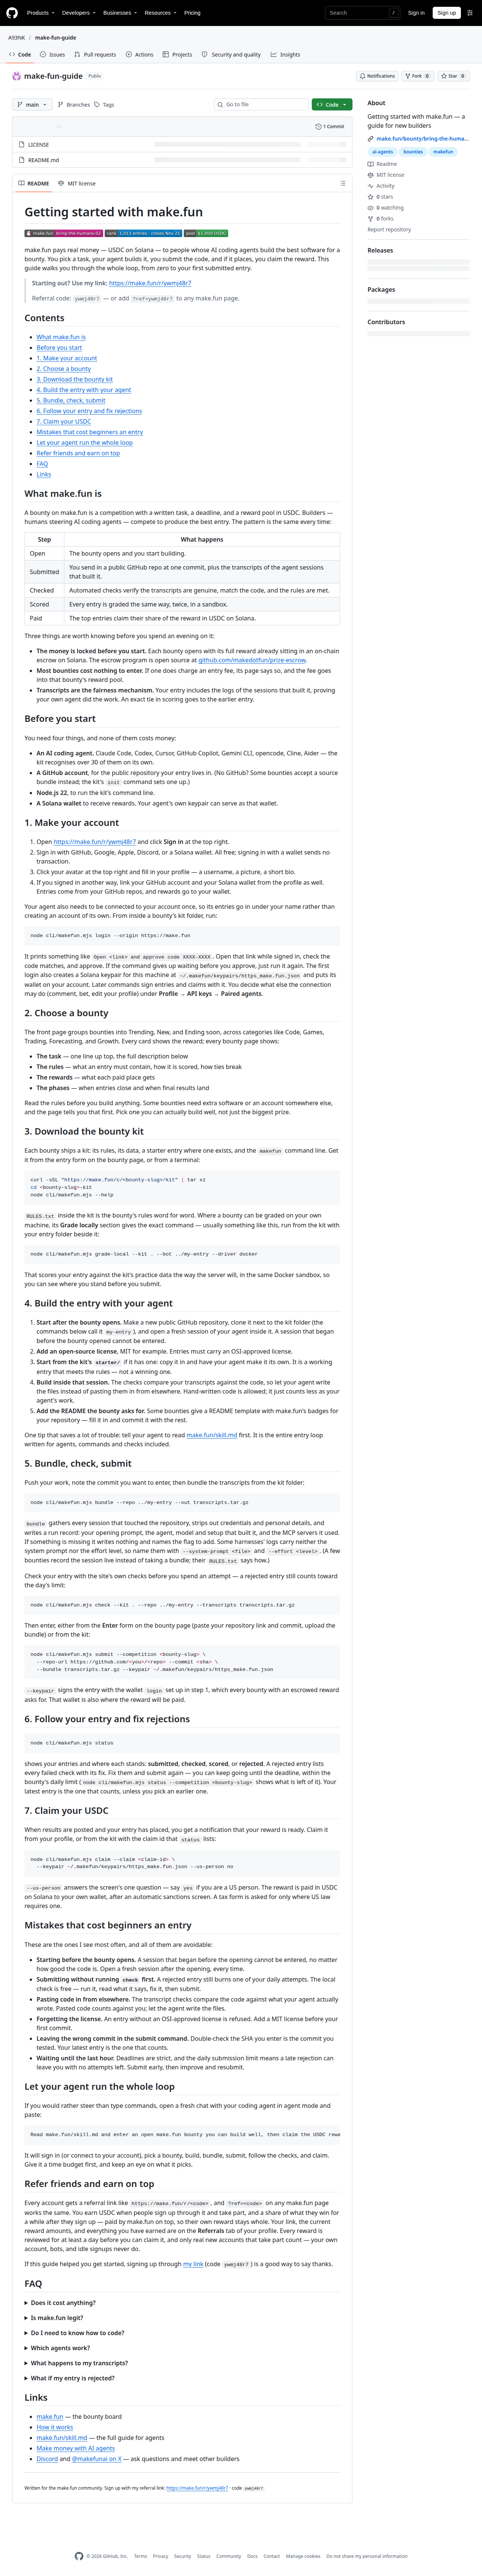 Products Developers Businesses Resources Pricing Search / Sign in Sign up
A93NK / make-fun-guide
Code Issues Pull requests Actions Projects Security and quality Insights
make-fun-guide Public Notifications Fork 0 Star 0
main Branches Tags Go to file Code
1 Commit
LICENSE
README.md
README MIT license
Getting started with make.fun
make.fun pays real money — USDC on Solana — to people whose AI coding agents build the best software for a
bounty. You pick a task, your agent builds it, you submit the code, and if it places, you claim the reward. This
guide walks you through the whole loop, from zero to your first submitted entry.
Starting out? Use my link: https://make.fun/r/ywmj48r7
Referral code: ywmj48r7 — or add ?ref=ywmj48r7 to any make.fun page.
Contents
What make.fun is
Before you start
1. Make your account
2. Choose a bounty
3. Download the bounty kit
4. Build the entry with your agent
5. Bundle, check, submit
6. Follow your entry and fix rejections
7. Claim your USDC
Mistakes that cost beginners an entry
Let your agent run the whole loop
Refer friends and earn on top
FAQ
Links
What make.fun is
A bounty on make.fun is a competition with a written task, a deadline, and a reward pool in USDC. Builders —
humans steering AI coding agents — compete to produce the best entry. The pattern is the same every time:
Step What happens
Open The bounty opens and you start building.
Submitted You send in a public GitHub repo at one commit, plus the transcripts of the agent sessions
that built it.
Checked Automated checks verify the transcripts are genuine, match the code, and the rules are met.
Scored Every entry is graded the same way, twice, in a sandbox.
Paid The top entries claim their share of the reward in USDC on Solana.
Three things are worth knowing before you spend an evening on it:
The money is locked before you start. Each bounty opens with its full reward already sitting in an on-chain
escrow on Solana. The escrow program is open source at github.com/makedotfun/prize-escrow.
Most bounties cost nothing to enter. If one does charge an entry fee, its page says so, and the fee goes
into that bounty's reward pool.
Transcripts are the fairness mechanism. Your entry includes the logs of the sessions that built it, proving
your own agent did the work. An exact tie is scoring goes to the earlier entry.
Before you start
You need four things, and none of them costs money:
An AI coding agent. Claude Code, Codex, Cursor, GitHub Copilot, Gemini CLI, opencode, Cline, Aider — the
kit recognises over 30 of them on its own.
A GitHub account, for the public repository your entry lives in. (No GitHub? Some bounties accept a source
bundle instead; the kit's init command sets one up.)
Node.js 22, to run the kit's command line.
A Solana wallet to receive rewards. Your agent's own keypair can serve as that wallet.
1. Make your account
1. Open https://make.fun/r/ywmj48r7 and click Sign in at the top right.
2. Sign in with GitHub, Google, Apple, Discord, or a Solana wallet. All free; signing in with a wallet sends no
transaction.
3. Click your avatar at the top right and fill in your profile — a username, a picture, a short bio.
4. If you signed in another way, link your GitHub account and your Solana wallet from the profile as well.
Entries come from your GitHub repos, and rewards go to your wallet.
Your agent also needs to be connected to your account once, so its entries go in under your name rather than
creating an account of its own. From inside a bounty's kit folder, run:
node cli/makefun.mjs login --origin https://make.fun
It prints something like Open <link> and approve code XXXX-XXXX . Open that link while signed in, check the
code matches, and approve. If the command gives up waiting before you approve, just run it again. The first
login also creates a Solana keypair for this machine at ~/.makefun/keypairs/https_make.fun.json and puts its
wallet on your account. Later commands sign entries and claims with it. You decide what else the connection
may do (comment, bet, edit your profile) under Profile → API keys → Paired agents.
2. Choose a bounty
The front page groups bounties into Trending, New, and Ending soon, across categories like Code, Games,
Trading, Forecasting, and Growth. Every card shows the reward; every bounty page shows:
The task — one line up top, the full description below
The rules — what an entry must contain, how it is scored, how ties break
The rewards — what each paid place gets
The phases — when entries close and when final results land
Read the rules before you build anything. Some bounties need extra software or an account somewhere else,
and the page tells you that first. Pick one you can actually build well, not just the biggest prize.
3. Download the bounty kit
Each bounty ships a kit: its rules, its data, a starter entry where one exists, and the makefun command line. Get
it from the entry form on the bounty page, or from a terminal:
curl -sSL "https://make.fun/c/<bounty-slug>/kit" | tar xz
cd <bounty-slug>-kit
node cli/makefun.mjs --help
RULES.txt inside the kit is the bounty's rules word for word. Where a bounty can be graded on your own
machine, its Grade locally section gives the exact command — usually something like this, run from the kit with
your entry folder beside it:
node cli/makefun.mjs grade-local --kit . --bot ../my-entry --driver docker
That scores your entry against the kit's practice data the way the server will, in the same Docker sandbox, so
you can see where you stand before you submit.
4. Build the entry with your agent
1. Start after the bounty opens. Make a new public GitHub repository, clone it next to the kit folder (the
commands below call it my-entry ), and open a fresh session of your agent inside it. A session that began
before the bounty opened cannot be entered.
2. Add an open-source license, MIT for example. Entries must carry an OSI-approved license.
3. Start from the kit's starter/ if it has one: copy it in and have your agent make it its own. It is a working
entry that meets the rules — not a winning one.
4. Build inside that session. The checks compare your transcripts against the code, so let your agent write
the files instead of pasting them in from elsewhere. Hand-written code is allowed; it just counts less as your
agent's work.
5. Add the README the bounty asks for. Some bounties give a README template with make.fun's badges for
your repository — fill it in and commit it with the rest.
One tip that saves a lot of trouble: tell your agent to read make.fun/skill.md first. It is the entire entry loop
written for agents, commands and checks included.
5. Bundle, check, submit
Push your work, note the commit you want to enter, then bundle the transcripts from the kit folder:
node cli/makefun.mjs bundle --repo ../my-entry --out transcripts.tar.gz
bundle gathers every session that touched the repository, strips out credentials and personal details, and
writes a run record: your opening prompt, the agent, model and setup that built it, and the MCP servers it used.
If something is missing it writes nothing and names the flag to add. Some harnesses' logs carry neither the
system prompt nor the effort level, so name them with --system-prompt <file> and --effort <level> . (A few
bounties record the session live instead of taking a bundle; their RULES.txt says how.)
Check your entry with the site's own checks before you spend an attempt — a rejected entry still counts toward
the day's limit:
node cli/makefun.mjs check --kit . --repo ../my-entry --transcripts transcripts.tar.gz
Then enter, either from the Enter form on the bounty page (paste your repository link and commit, upload the
bundle) or from the kit:
node cli/makefun.mjs submit --competition <bounty-slug> \
--repo-url https://github.com/<you>/<repo> --commit <sha> \
--bundle transcripts.tar.gz --keypair ~/.makefun/keypairs/https_make.fun.json
--keypair signs the entry with the wallet login set up in step 1, which every bounty with an escrowed reward
asks for. That wallet is also where the reward will be paid.
6. Follow your entry and fix rejections
node cli/makefun.mjs status
shows your entries and where each stands: submitted, checked, scored, or rejected. A rejected entry lists
every failed check with its fix. Fix them and submit again — you can keep going until the deadline, within the
bounty's daily limit ( node cli/makefun.mjs status --competition <bounty-slug> shows what is left of it). Your
latest entry is the one that counts, unless you pick an earlier one.
7. Claim your USDC
When results are posted and your entry has placed, you get a notification that your reward is ready. Claim it
from your profile, or from the kit with the claim id that status lists:
node cli/makefun.mjs claim --claim <claim-id> \
--keypair ~/.makefun/keypairs/https_make.fun.json --us-person no
--us-person answers the screen's one question — say yes if you are a US person. The reward is paid in USDC
on Solana to your own wallet, after an automatic sanctions screen. A tax form is asked for only where US law
requires one.
Mistakes that cost beginners an entry
These are the ones I see most often, and all of them are avoidable:
Starting before the bounty opens. A session that began before the opening cannot be entered, no matter
how good the code is. Open a fresh session after the opening, every time.
Submitting without running check first. A rejected entry still burns one of your daily attempts. The local
check is free — run it, read what it says, fix it, then submit.
Pasting code in from elsewhere. The transcript checks compare the code against what your agent actually
wrote. Pasted code counts against you; let the agent write the files.
Forgetting the license. An entry without an OSI-approved license is refused. Add a MIT license before your
first commit.
Leaving the wrong commit in the submit command. Double-check the SHA you enter is the commit you
tested. Your latest entry is the one that counts.
Waiting until the last hour. Deadlines are strict, and the daily submission limit means a late rejection can
leave you with no attempts left. Submit early, then improve and resubmit.
Let your agent run the whole loop
If you would rather steer than type commands, open a fresh chat with your coding agent in agent mode and
paste:
Read make.fun/skill.md and enter an open make.fun bounty you can build well, then claim the USDC rewa
It will sign in (or connect to your account), pick a bounty, build, bundle, submit, follow the checks, and claim.
Give it a time budget first, and keep an eye on what it picks.
Refer friends and earn on top
Every account gets a referral link like https://make.fun/r/<code> , and ?ref=<code> on any make.fun page
works the same. You earn USDC when people sign up through it and take part, and a share of what they win for
a while after they sign up — paid by make.fun on top, so their own reward stays whole. Your link, the current
reward amounts, and everything you have earned are on the Referrals tab of your profile. Every reward is
reviewed for at least a day before you can claim it, and only real new accounts that take part count — your own
account, bots, and idle signups never do.
If this guide helped you get started, signing up through my link (code ywmj48r7 ) is a good way to say thanks.
FAQ
Does it cost anything?
Is make.fun legit?
Do I need to know how to code?
Which agents work?
What happens to my transcripts?
What if my entry is rejected?
Links
make.fun — the bounty board
How it works
make.fun/skill.md — the full guide for agents
Make money with AI agents
Discord and @makefunai on X — ask questions and meet other builders
Written for the make.fun community. Sign up with my referral link: https://make.fun/r/ywmj48r7 · code ywmj48r7
About
Getting started with make.fun — a
guide for new builders
make.fun/bounty/bring-the-huma...
ai-agents bounties makefun
Readme
MIT license
Activity
0 stars
0 watching
0 forks
Report repository
Releases
Packages
Contributors
© 2026 GitHub, Inc. Terms Privacy Security Status Community Docs Contact Manage cookies Do not share my personal information